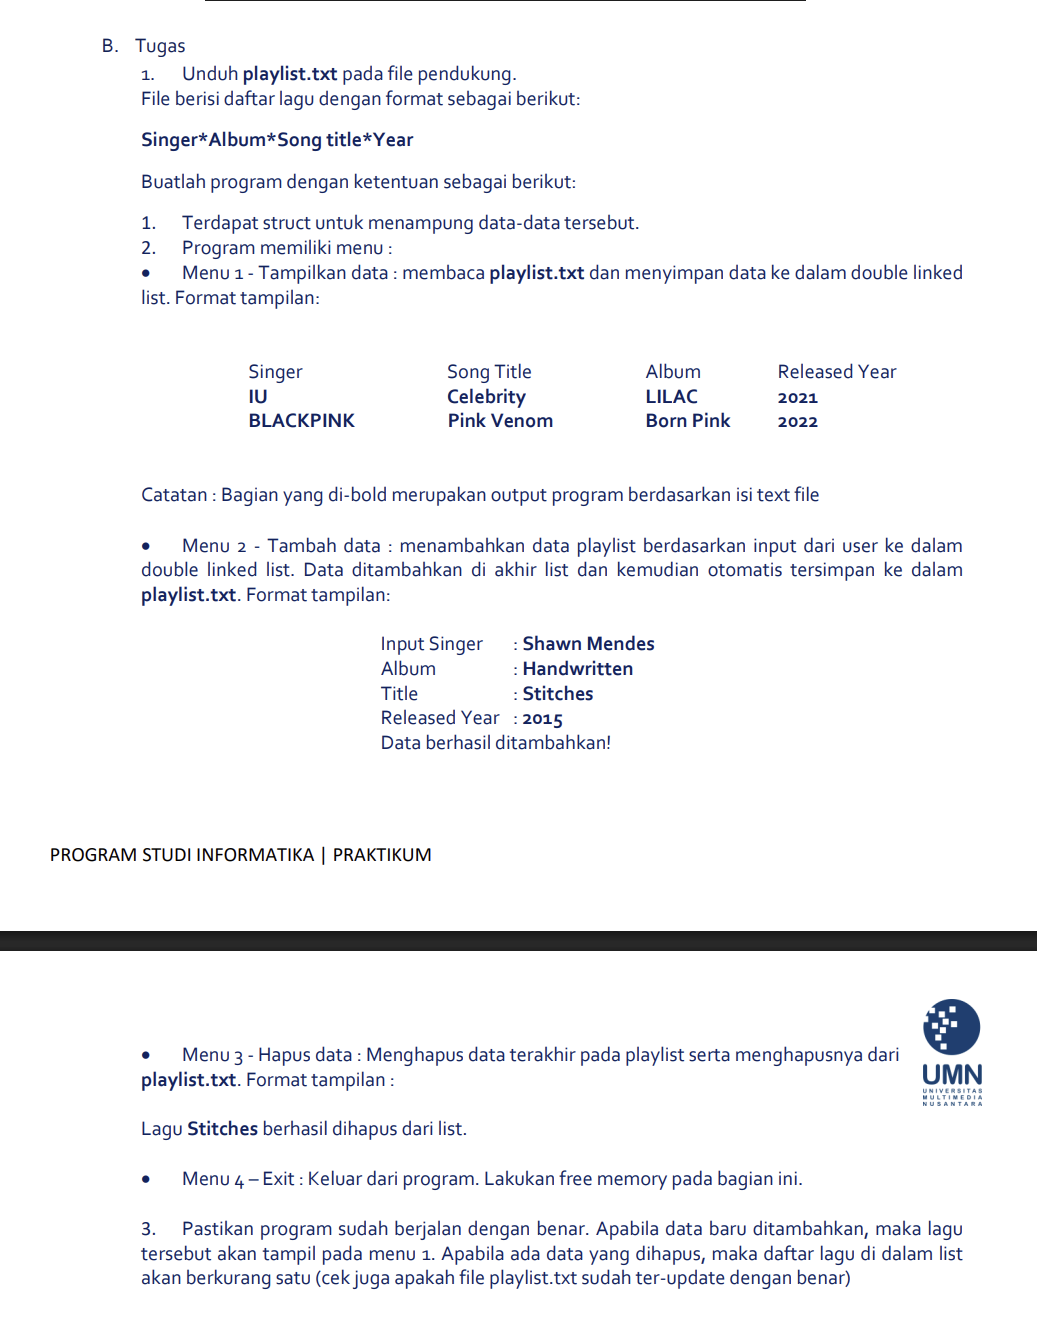 B. Tugas
1. Unduh playlist.txt pada file pendukung.
File berisi daftar lagu dengan format sebagai berikut:
Singer*Album*Song title*Year
Buatlah program dengan ketentuan sebagai berikut:
1. Terdapat struct untuk menampung data-data tersebut.
2. Program memiliki menu :
• Menu 1 - Tampilkan data : membaca playlist.txt dan menyimpan data ke dalam double linked
list. Format tampilan:
Singer Song Title Album Released Year
IU Celebrity LILAC 2021
BLACKPINK Pink Venom Born Pink 2022
Catatan : Bagian yang di-bold merupakan output program berdasarkan isi text file
• Menu 2 - Tambah data : menambahkan data playlist berdasarkan input dari user ke dalam
double linked list. Data ditambahkan di akhir list dan kemudian otomatis tersimpan ke dalam
playlist.txt. Format tampilan:
Input Singer : Shawn Mendes
Album : Handwritten
Title : Stitches
Released Year : 2015
Data berhasil ditambahkan!
PROGRAM STUDI INFORMATIKA | PRAKTIKUM
UMN
UNIVERSITAS
MULTIMEDIA
NUSANTARA
• Menu 3 - Hapus data : Menghapus data terakhir pada playlist serta menghapusnya dari
playlist.txt. Format tampilan :
Lagu Stitches berhasil dihapus dari list.
• Menu 4 – Exit : Keluar dari program. Lakukan free memory pada bagian ini.
3. Pastikan program sudah berjalan dengan benar. Apabila data baru ditambahkan, maka lagu
tersebut akan tampil pada menu 1. Apabila ada data yang dihapus, maka daftar lagu di dalam list
akan berkurang satu (cek juga apakah file playlist.txt sudah ter-update dengan benar)